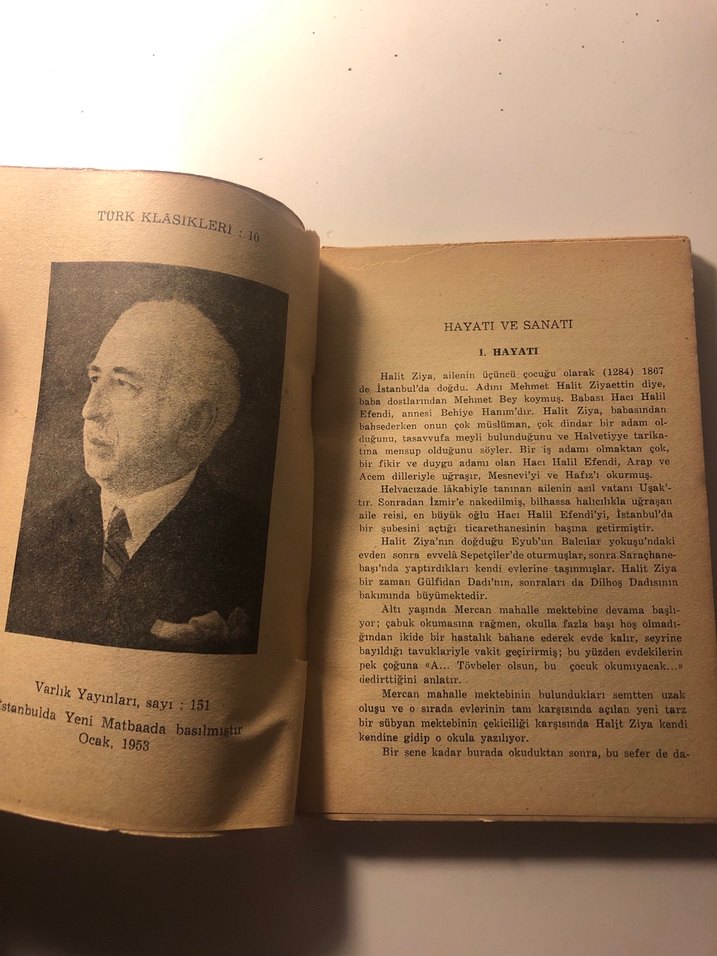 TÜRK KLÂSİKLERİ : 10
Varlık Yayınları, sayı : 151
İstanbulda Yeni Matbaada basılmıştır
Ocak, 1953
HAYATI VE SANATI
I. HAYATI
Halit Ziya, ailenin üçüncü çocuğu olarak (1284) 1867
de İstanbul'da doğdu. Adını Mehmet Halit Ziyaettin diye,
baba dostlarından Mehmet Bey koymuş. Babası Hacı Halil
Efendi, annesi Behiye Hanım'dır. Halit Ziya, babasından
bahsederken onun çok müslüman, çok dindar bir adam ol-
duğunu, tasavvufa meyli bulunduğunu ve Halvetiyye tarika-
tına mensup olduğunu söyler. Bir iş adamı olmaktan çok,
bir fikir ve duygu adamı olan Hacı Halil Efendi, Arap ve
Acem dilleriyle uğraşır, Mesnevi'yi ve Hafız'ı okurmuş.
Helvacızade lâkabiyle tanınan ailenin asıl vatanı Uşak'-
tır. Sonradan İzmir'e nakedilmiş, bilhassa halıcılıkla uğraşan
aile reisi, en büyük oğlu Hacı Halil Efendi'yi, İstanbul'da
bir şubesini açtığı ticarethanesinin başına getirmiştir.
Halit Ziya'nın doğduğu Eyub'un Balcılar yokuşu'ndaki
evden sonra evvelâ Sepetçiler'de oturmuşlar, sonra Saraçhane-
başı'nda yaptırdıkları kendi evlerine taşınmışlar. Halit Ziya
bir zaman Gülfidan Dadı'nın, sonraları da Dilhoş Dadısının
bakımında büyümektedir.
Altı yaşında Mercan mahalle mektebine devama başlı-
yor; çabuk okumasına rağmen, okulla fazla başı hoş olmadı-
ğından ikide bir hastalık bahane ederek evde kalır, seyrine
bayıldığı tavuklariyle vakit geçirirmiş; bu yüzden evdekilerin
pek çoğuna «A... Tövbeler olsun, bu çocuk okumıyacak...»
dedirttiğini anlatır.
Mercan mahalle mektebinin bulundukları semtten uzak
oluşu ve o sırada evlerinin tam karşısında açılan yeni tarz
bir sübyan mektebinin çekiciliği karşısında Halit Ziya kendi
kendine gidip o okula yazılıyor.
Bir sene kadar burada okuduktan sonra, bu sefer de da-